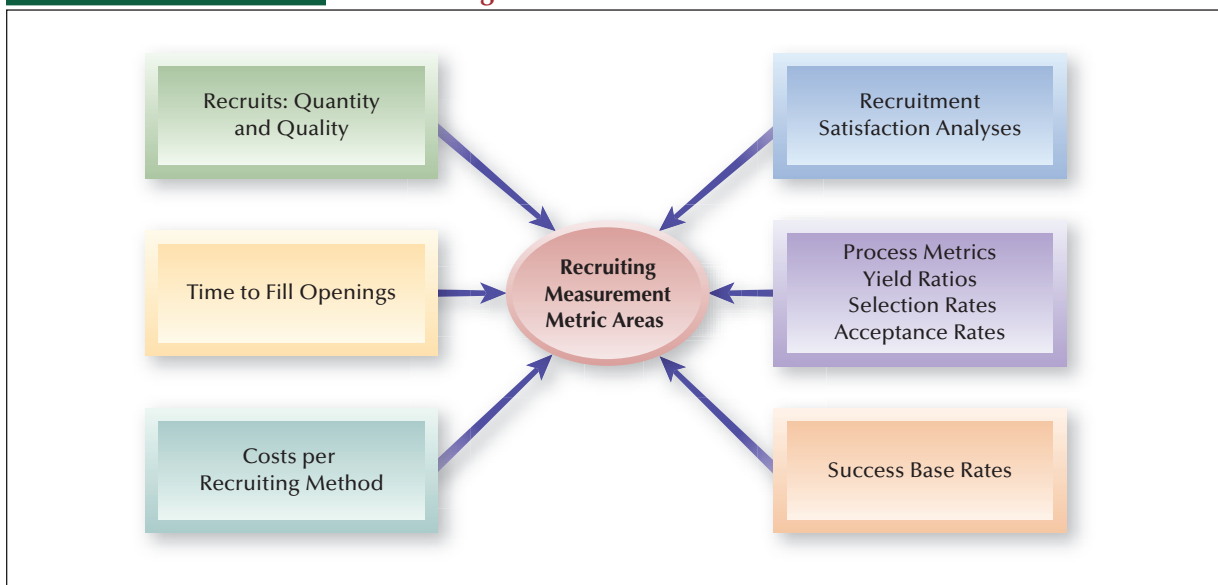 Recruits: Quantity
and Quality
Recruitment
Satisfaction Analyses
Time to Fill Openings
Recruiting
Measurement
Metric Areas
Process Metrics
Yield Ratios
Selection Rates
Acceptance Rates
Costs per
Recruiting Method
Success Base Rates